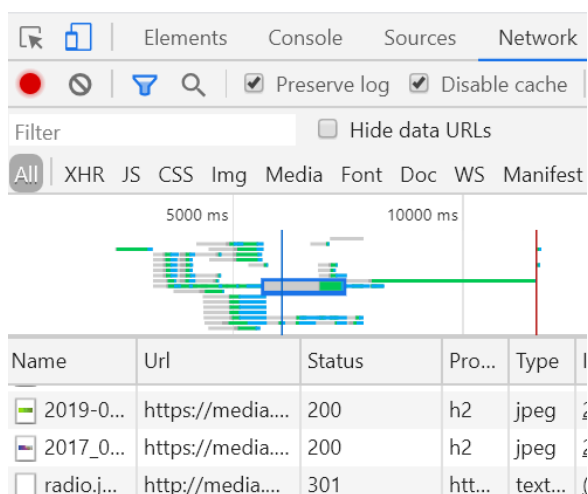 Elements Console Sources Network
Preserve log Disable cache
Filter Hide data URLs
All XHR JS CSS Img Media Font Doc WS Manifest
5000 ms 10000 ms
Name Url Status Pro... Type
2019-0... https://media.... 200 h2 jpeg
2017_0... https://media.... 200 h2 jpeg
radio.j... http://media.... 301 htt... text...